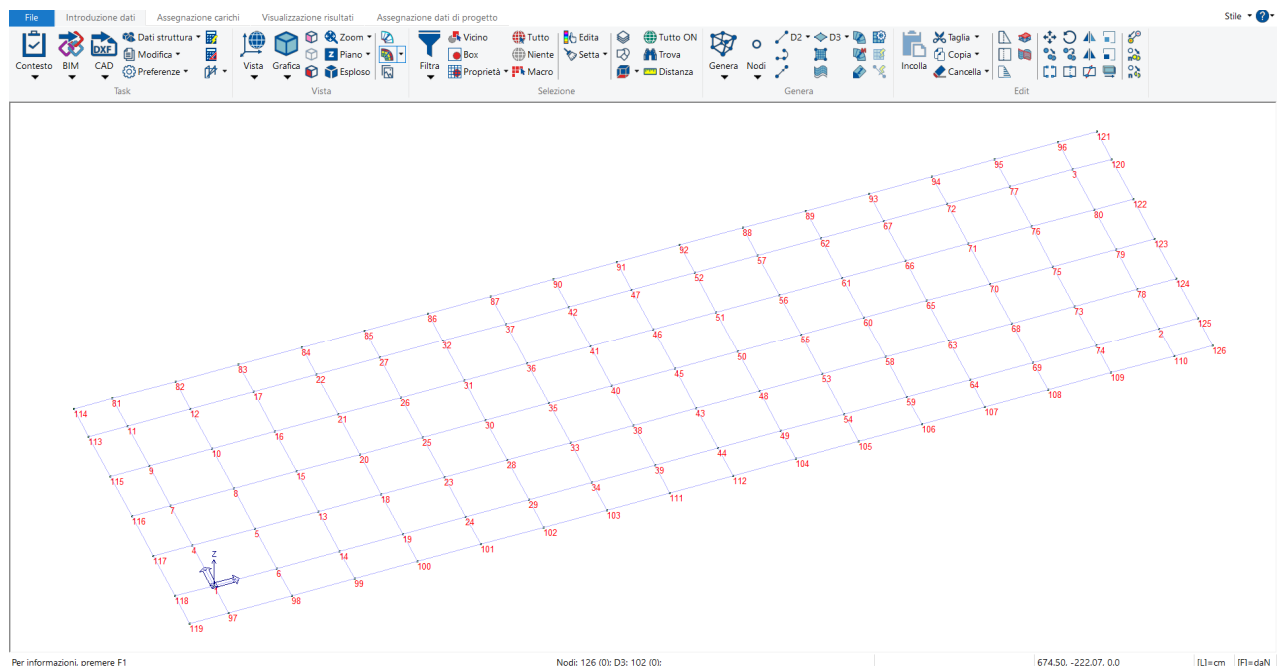 File Introduzione dati Assegnazione carichi Visualizzazione risultati Assegnazione dati di progetto Stile ?
Contesto BIM CAD DXF Dati struttura Modifica Preferenze
Vista Grafica Zoom Z Piano Esploso
Filtra Vicino Box Proprietà Tutto Niente Macro Edita Setta Tutto ON Trova Distanza
Genera Nodi D2 D3
Incolla Taglia Copia Cancella
Task Vista Selezione Genera Edit
121
96
120
95 3
94 77 122
93 72 80
89 67 76 123
88 62 71 79
92 57 66 75 124
91 52 61 70 78
90 47 56 65 73 125
87 42 51 60 68 2 126
86 37 46 55 63 74 110
85 32 41 50 58 69 109
84 27 36 45 53 64 108
83 22 31 40 48 59 107
82 17 26 35 43 54 106
81 12 21 30 38 49 105
114 11 16 25 33 44 104
113 10 20 28 39 112
9 15 23 34 111
115 8 18 29 103
7 13 24 102
116 5 19 101
4 Z 14 100
117 6 99
118 1 98
97
119
Per informazioni, premere F1 Nodi: 126 (0); D3: 102 (0); 674.50, -222.07, 0.0 [L]=cm [F]=daN